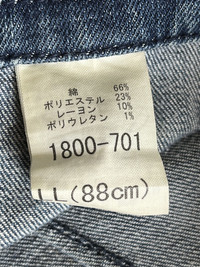 綿 66%
ポリエステル 23%
レーヨン 10%
ポリウレタン 1%
1800-701
LL(88cm)